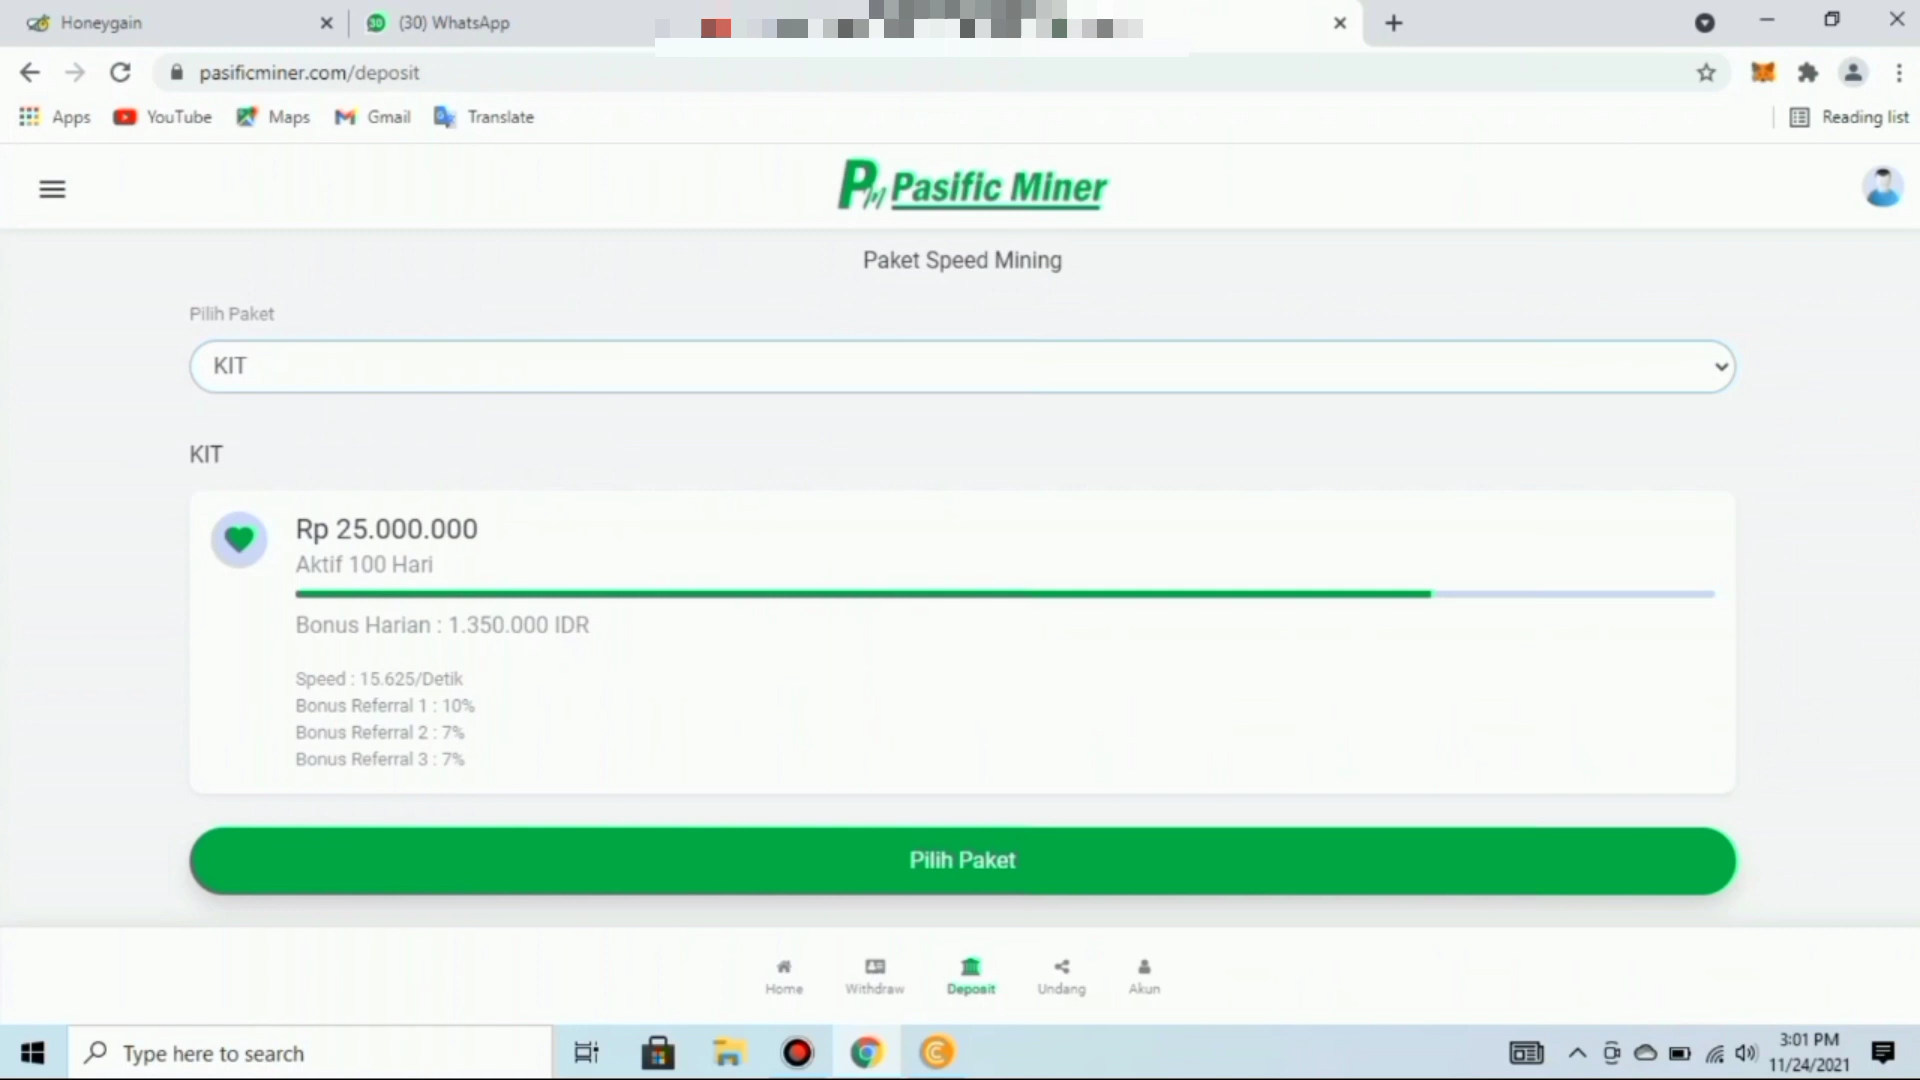 Honeygain
(30) WhatsApp
pasificminer.com/deposit
Apps
YouTube
Maps
Gmail
Translate
Reading list
Pasific Miner
Paket Speed Mining
Pilih Paket
KIT
KIT
Rp 25.000.000
Aktif 100 Hari
Bonus Harian : 1.350.000 IDR
Speed : 15.625/Detik
Bonus Referral 1 : 10%
Bonus Referral 2 : 7%
Bonus Referral 3 : 7%
Pilih Paket
Home
Withdraw
Deposit
Undang
Akun
Type here to search
3:01 PM
11/24/2021